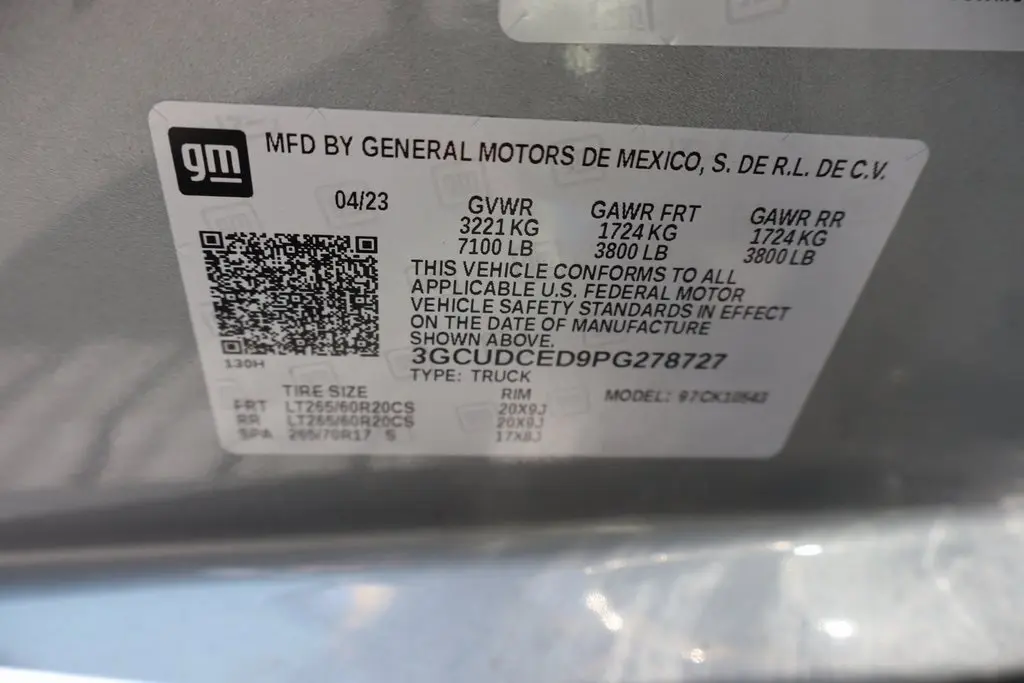 gm
MFD BY GENERAL MOTORS DE MEXICO, S. DE R.L. DE C.V.
04/23
GVWR GAWR FRT GAWR RR
3221 KG 1724 KG 1724 KG
7100 LB 3800 LB 3800 LB
THIS VEHICLE CONFORMS TO ALL
APPLICABLE U.S. FEDERAL MOTOR
VEHICLE SAFETY STANDARDS IN EFFECT
ON THE DATE OF MANUFACTURE
SHOWN ABOVE.
3GCUDCED9PG278727
130H
TYPE: TRUCK
TIRE SIZE RIM MODEL: 97CK10543
FRT LT265/60R20CS 20X9J
RR LT265/60R20CS 20X9J
SPA 265/70R17 S 17X8J